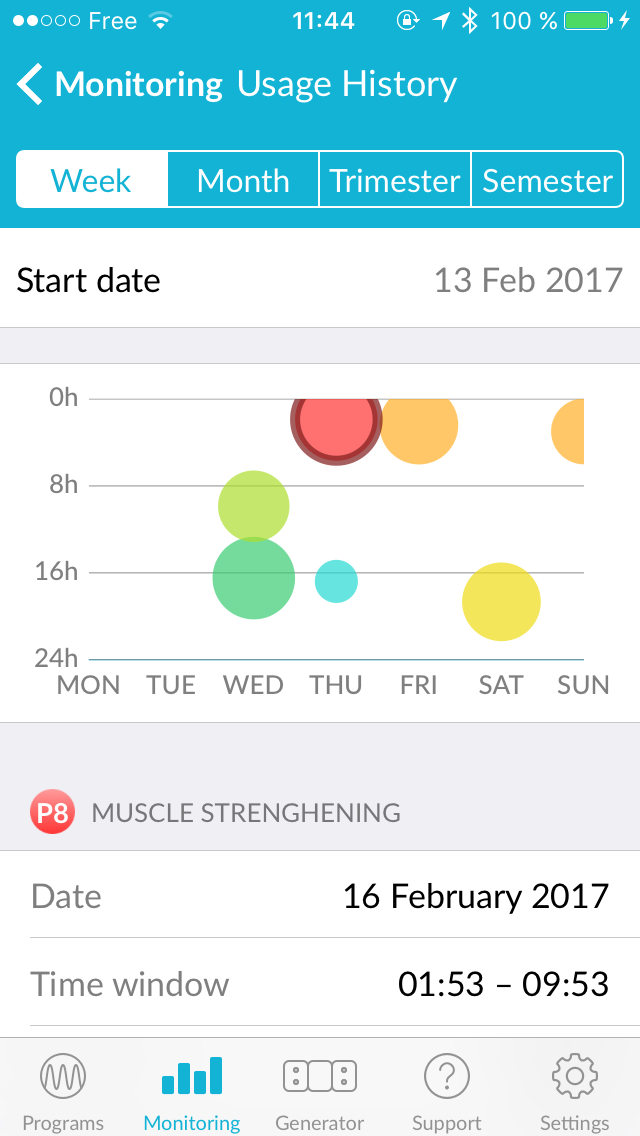 Free 11:44 100 %
Monitoring Usage History
Week Month Trimester Semester
Start date 13 Feb 2017
0h
8h
16h
24h
MON TUE WED THU FRI SAT SUN
P8 MUSCLE STRENGHENING
Date 16 February 2017
Time window 01:53 – 09:53
Programs Monitoring Generator Support Settings